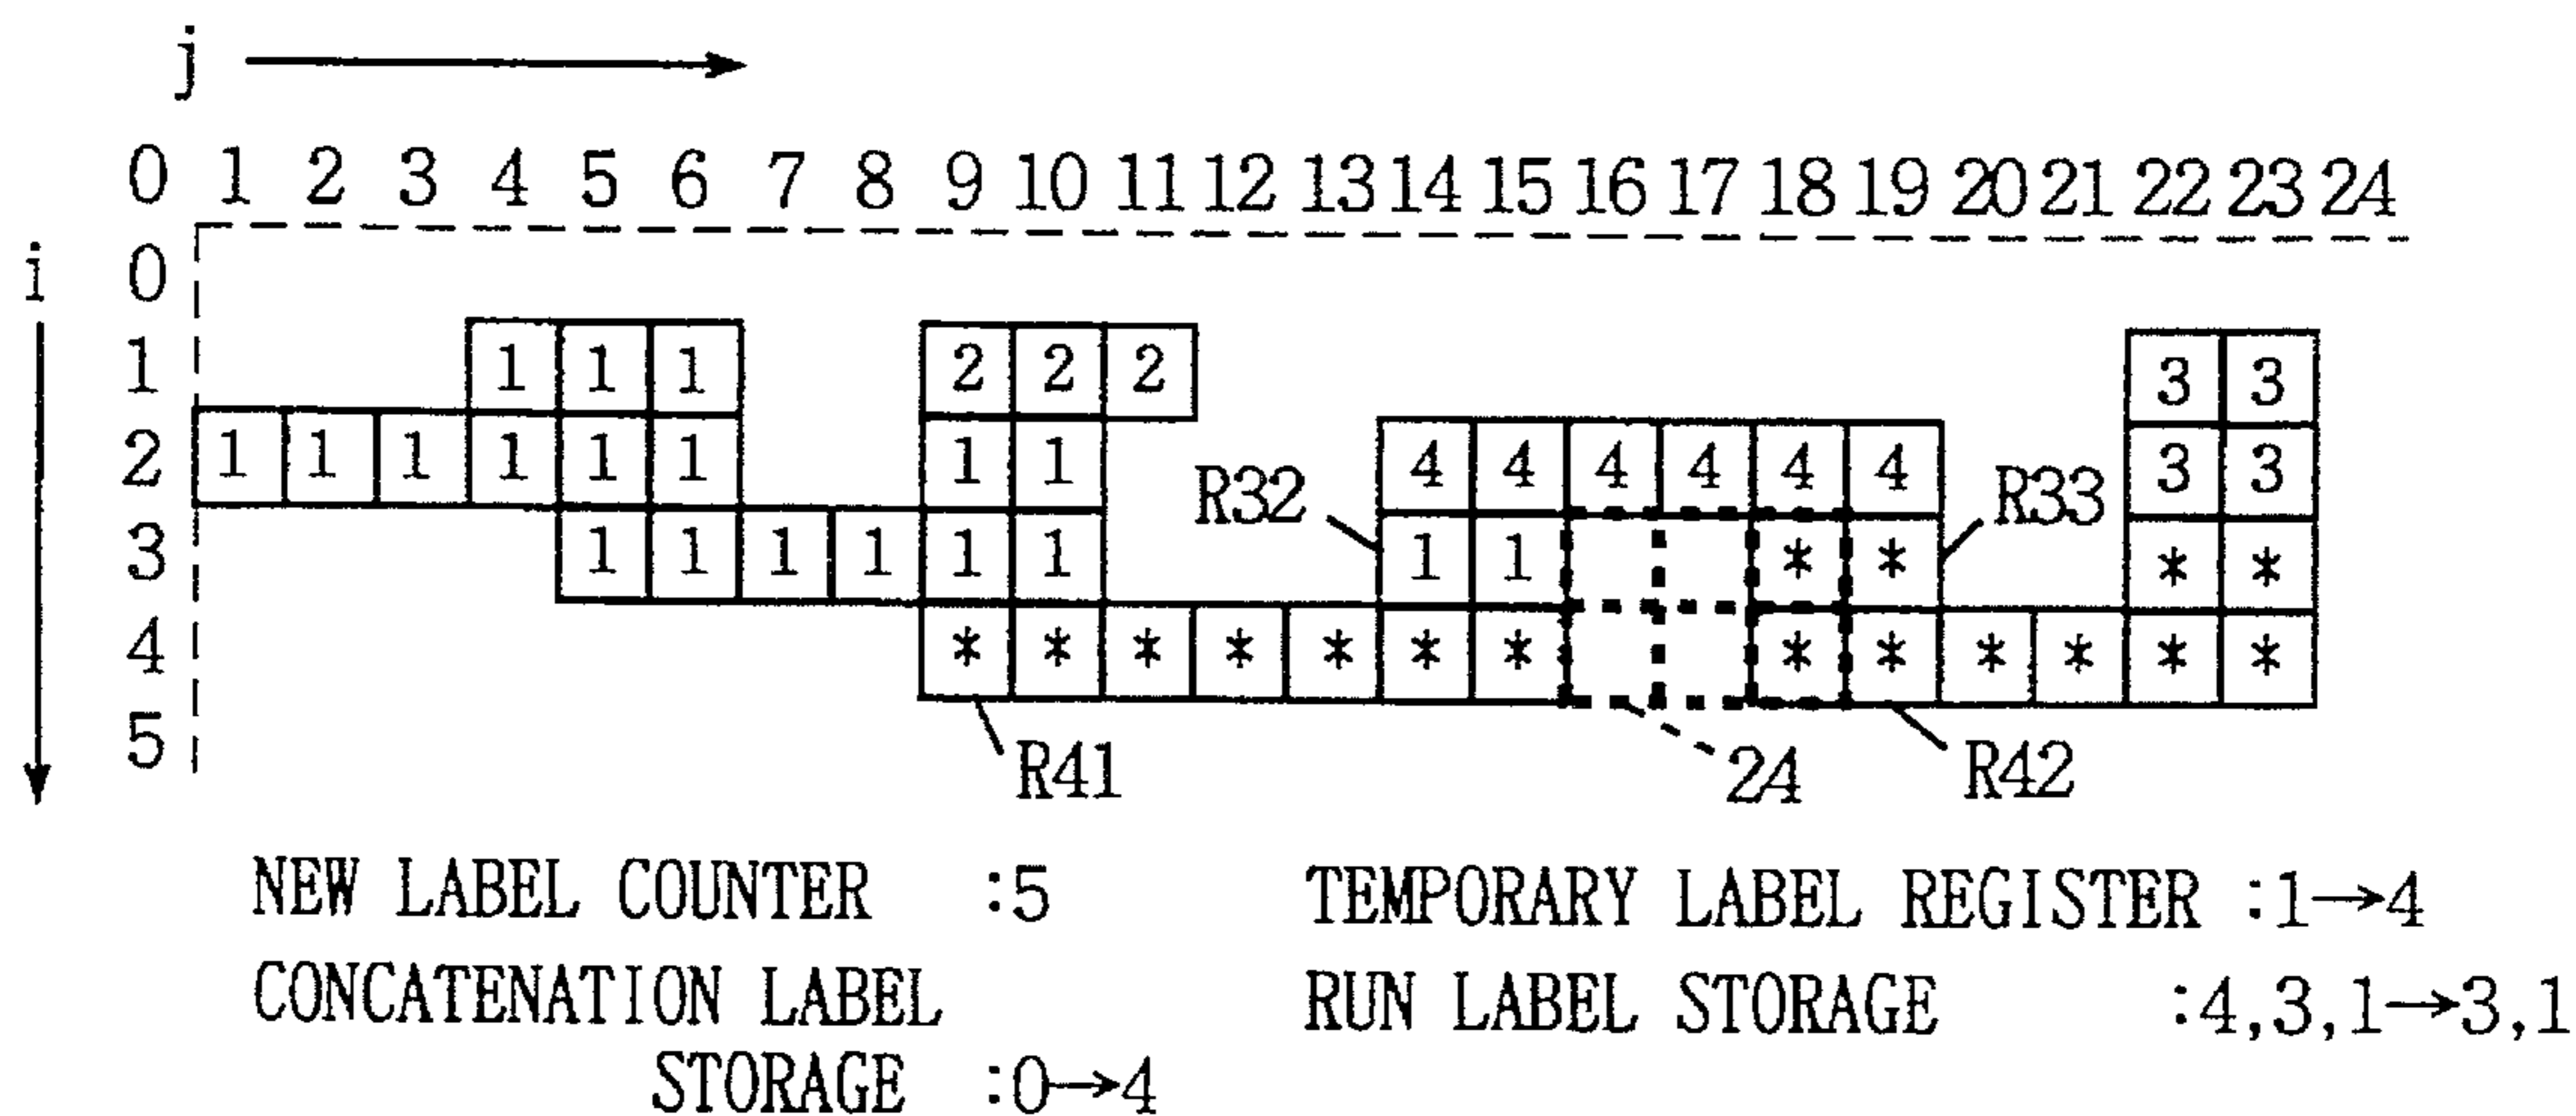 j
0 1 2 3 4 5 6 7 8 9 10 11 12 13 14 15 16 17 18 19 20 21 22 23 24
i 0
1 1 1 1 2 2 2 3 3
2 1 1 1 1 1 1 1 1 R32 4 4 4 4 4 4 R33 3 3
3 1 1 1 1 1 1 1 1 * * * *
4 * * * * * * * * * * * * *
5 R41 24 R42
NEW LABEL COUNTER :5 TEMPORARY LABEL REGISTER :1→4
CONCATENATION LABEL RUN LABEL STORAGE :4,3,1→3,1
STORAGE :0→4